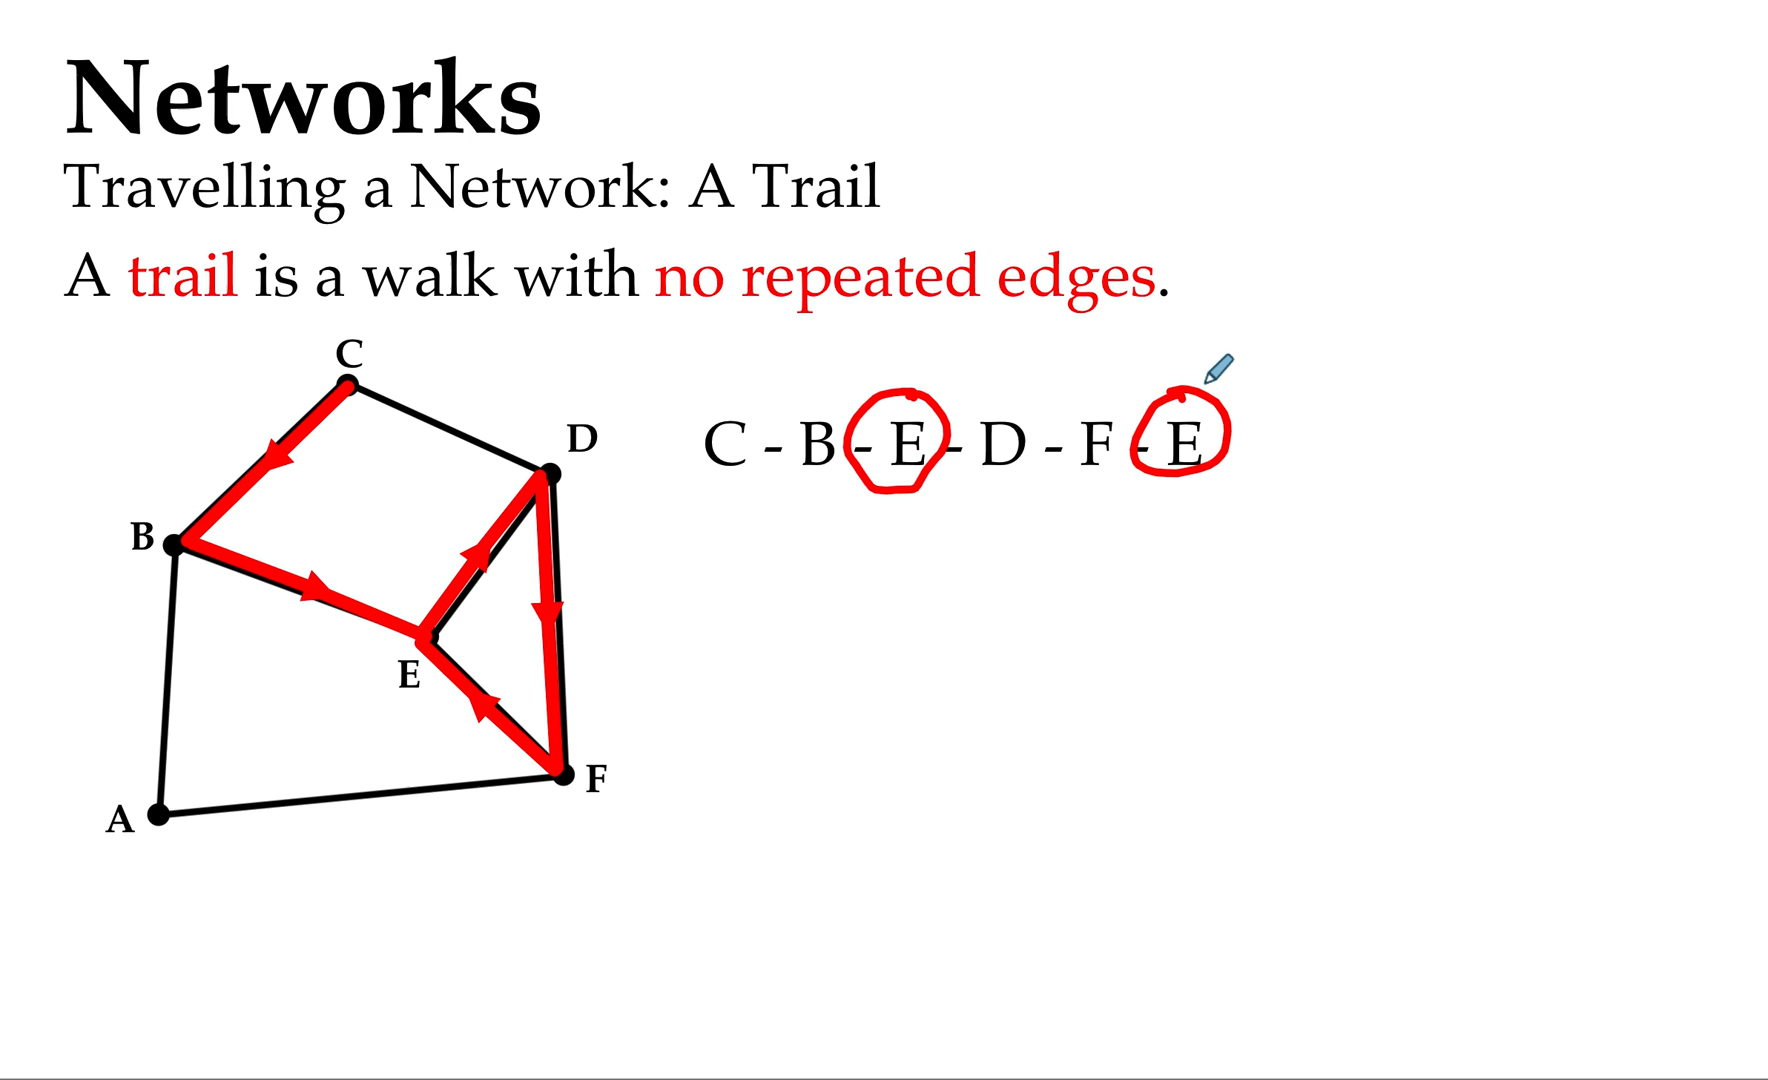 Networks
Travelling a Network: A Trail
A trail is a walk with no repeated edges.
C
D
C - B - E - D - F - E
B
E
F
A